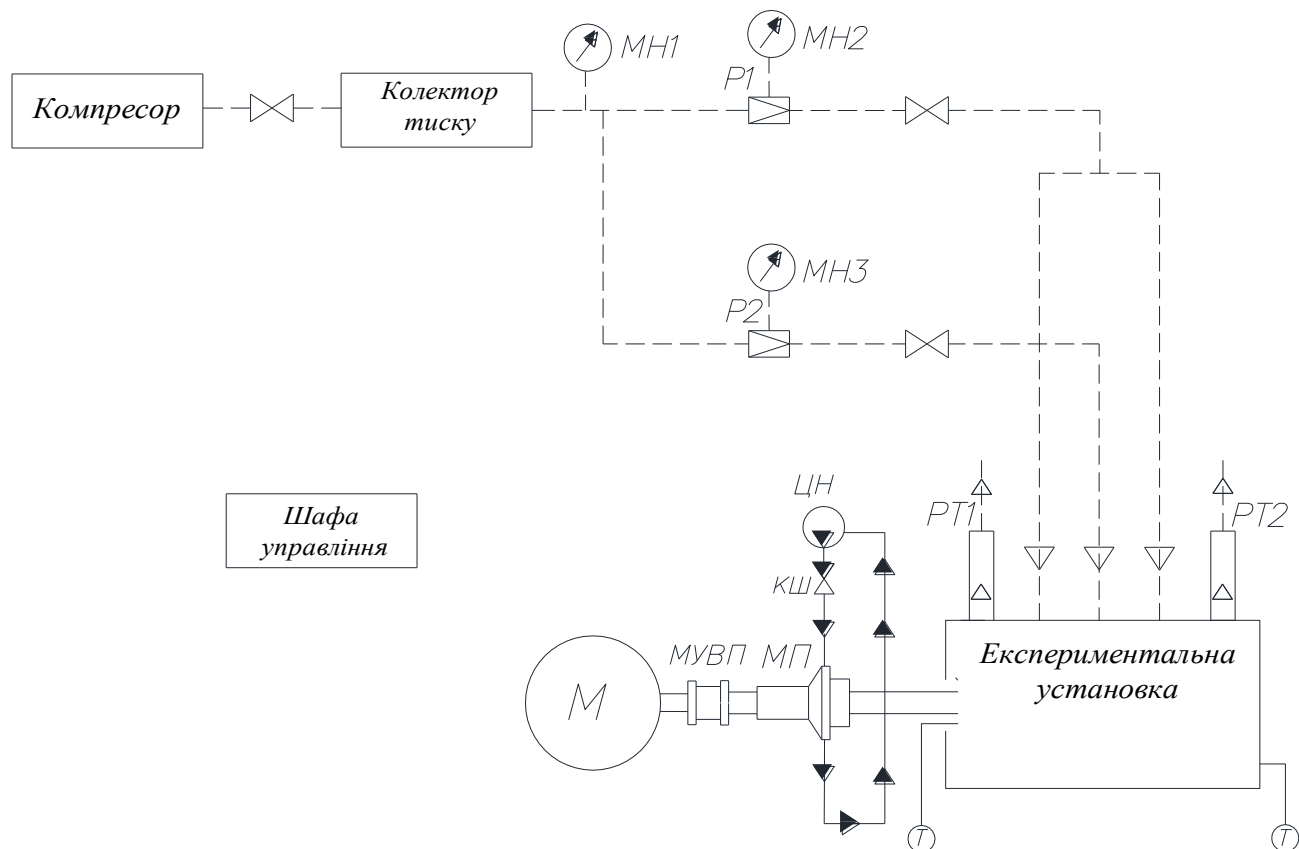 МН1
МН2
Р1
Компресор
Колектор
тиску
МН3
Р2
Шафа
управління
ЦН
РТ1
РТ2
КШ
МУВП
МП
М
Експериментальна
установка
Т
Т